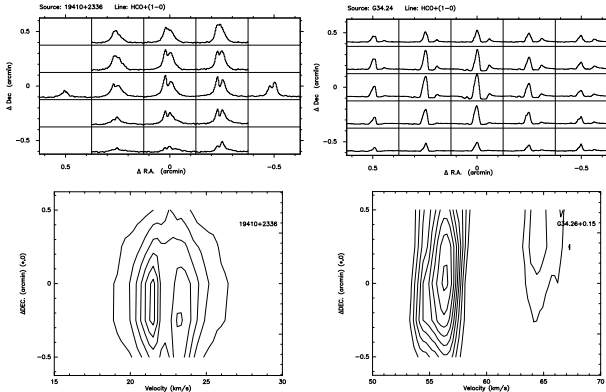 Source: 19410+2336 Line: HCO+(1-0)
Δ Dec (arcmin)
0.5
0
-0.5
0.5 0 -0.5
Δ R.A. (arcmin)
Source: G34.24 Line: HCO+(1-0)
Δ Dec (arcmin)
0.5
0
-0.5
0.5 0 -0.5
Δ R.A. (arcmin)
19410+2336
ΔDEC. (arcmin) (+,0)
0.5
0
-0.5
15 20 25 30
Velocity (km/s)
G34.26+0.15
ΔDEC. (arcmin) (+,0)
0.5
0
-0.5
50 55 60 65 70
Velocity (km/s)